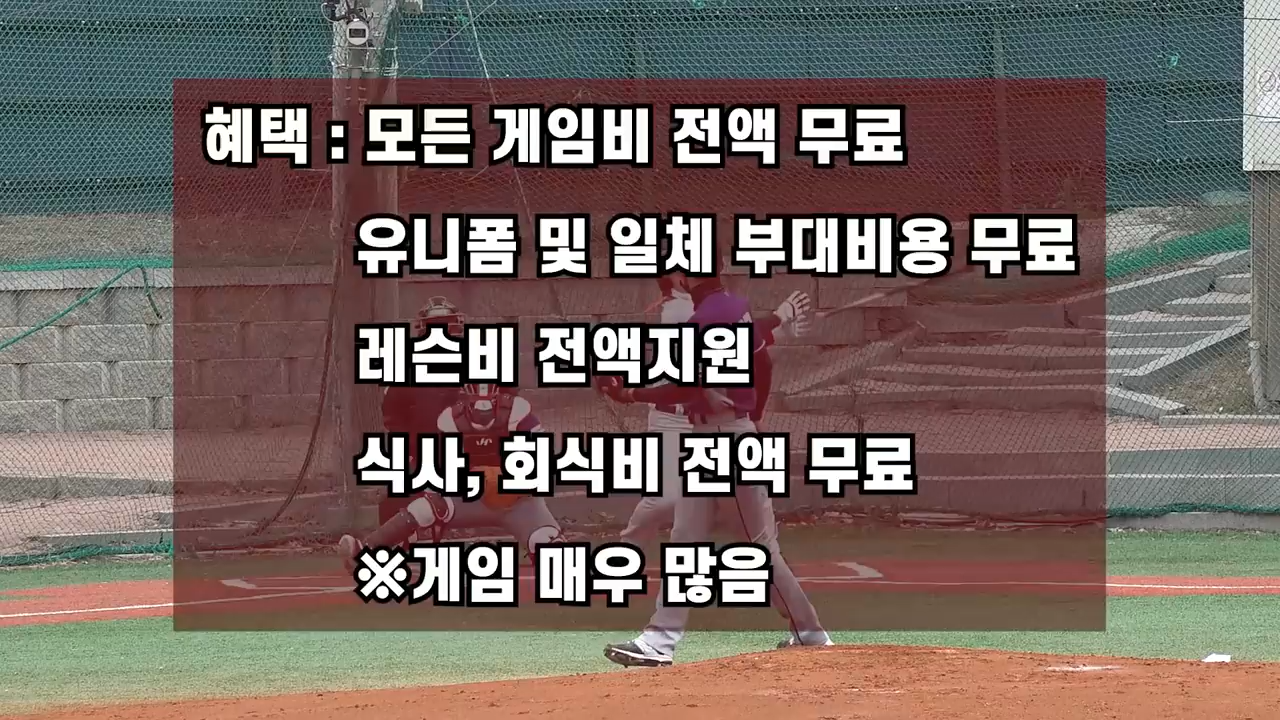 혜택 : 모든 게임비 전액 무료
유니폼 및 일체 부대비용 무료
레슨비 전액지원
식사, 회식비 전액 무료
※게임 매우 많음